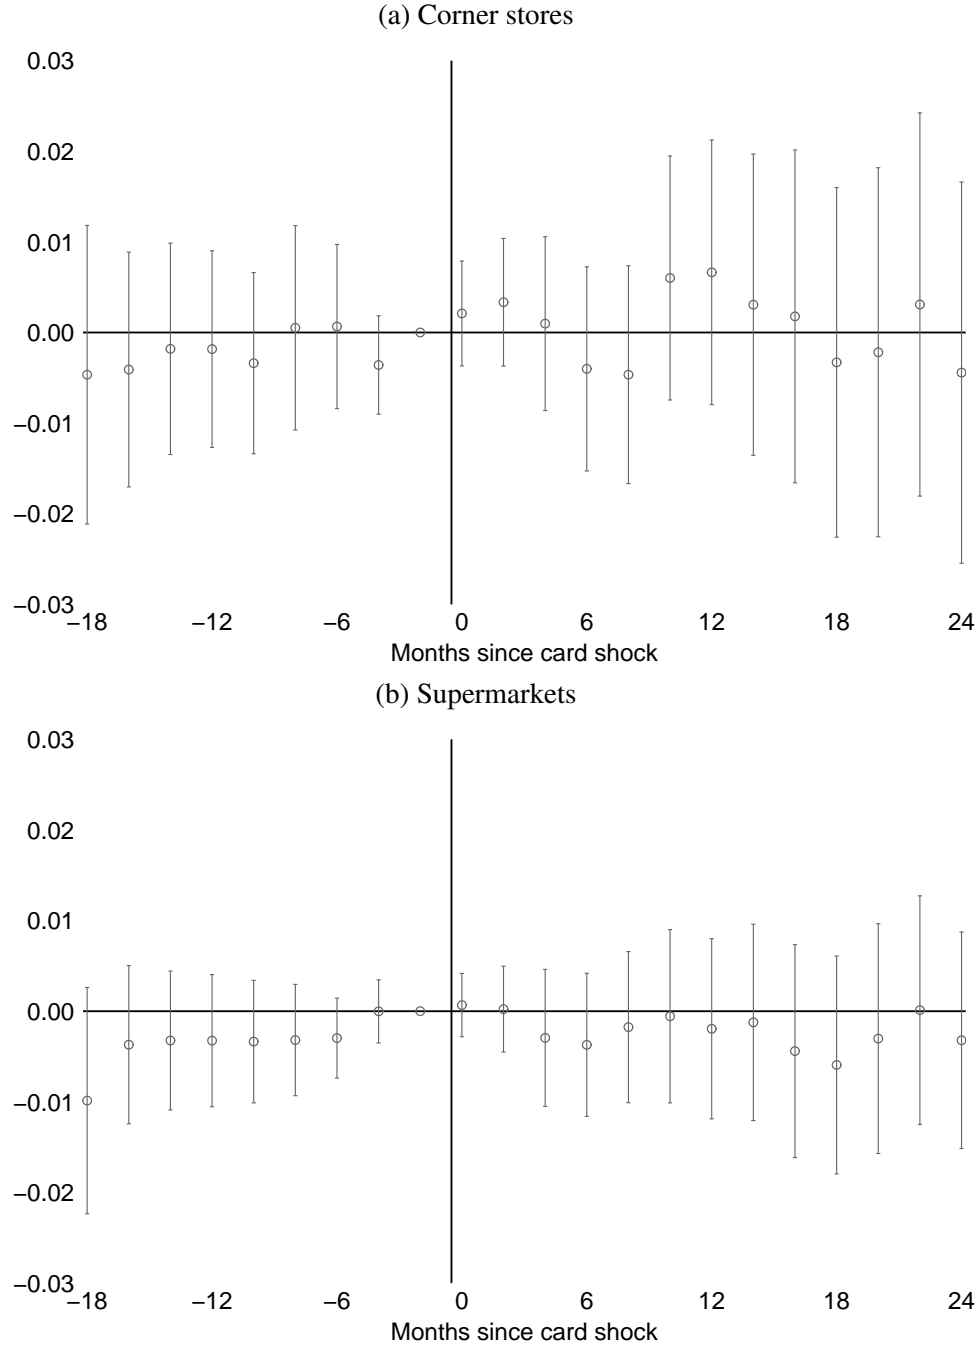 (a) Corner stores
0.03
0.02
0.01
0.00
−0.01
−0.02
−0.03
−18 −12 −6 0 6 12 18 24
Months since card shock
(b) Supermarkets
0.03
0.02
0.01
0.00
−0.01
−0.02
−0.03
−18 −12 −6 0 6 12 18 24
Months since card shock